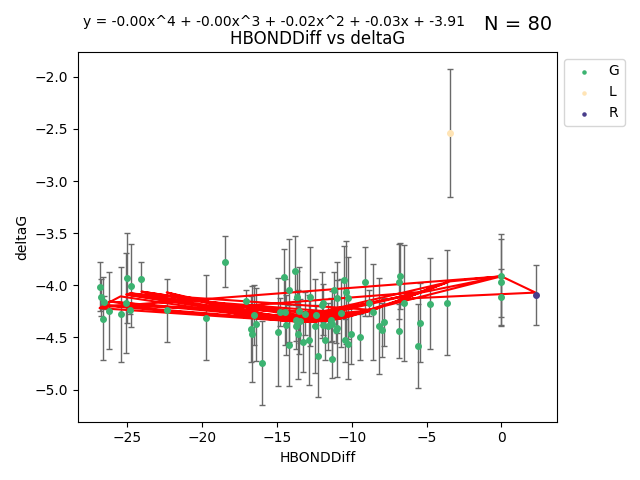 y = -0.00x^4 + -0.00x^3 + -0.02x^2 + -0.03x + -3.91
N = 80
HBONDDiff vs deltaG
G
L
R
−2.0
−2.5
−3.0
−3.5
−4.0
−4.5
−5.0
deltaG
−25
−20
−15
−10
−5
0
HBONDDiff